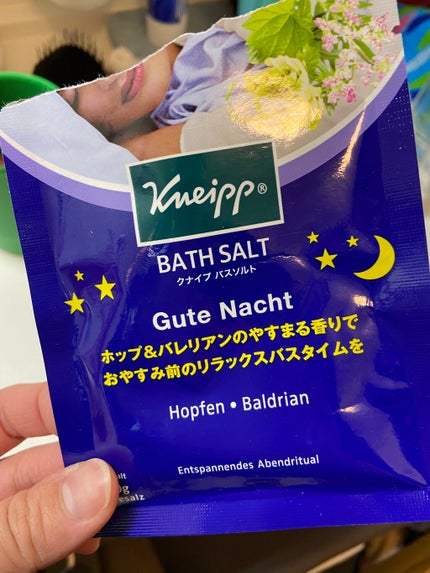 Kneipp®
BATH SALT
クナイプ バスソルト
Gute Nacht
ホップ&バレリアンのやすまる香りで
おやすみ前のリラックスバスタイムを
Hopfen • Baldrian
Entspannendes Abendritual